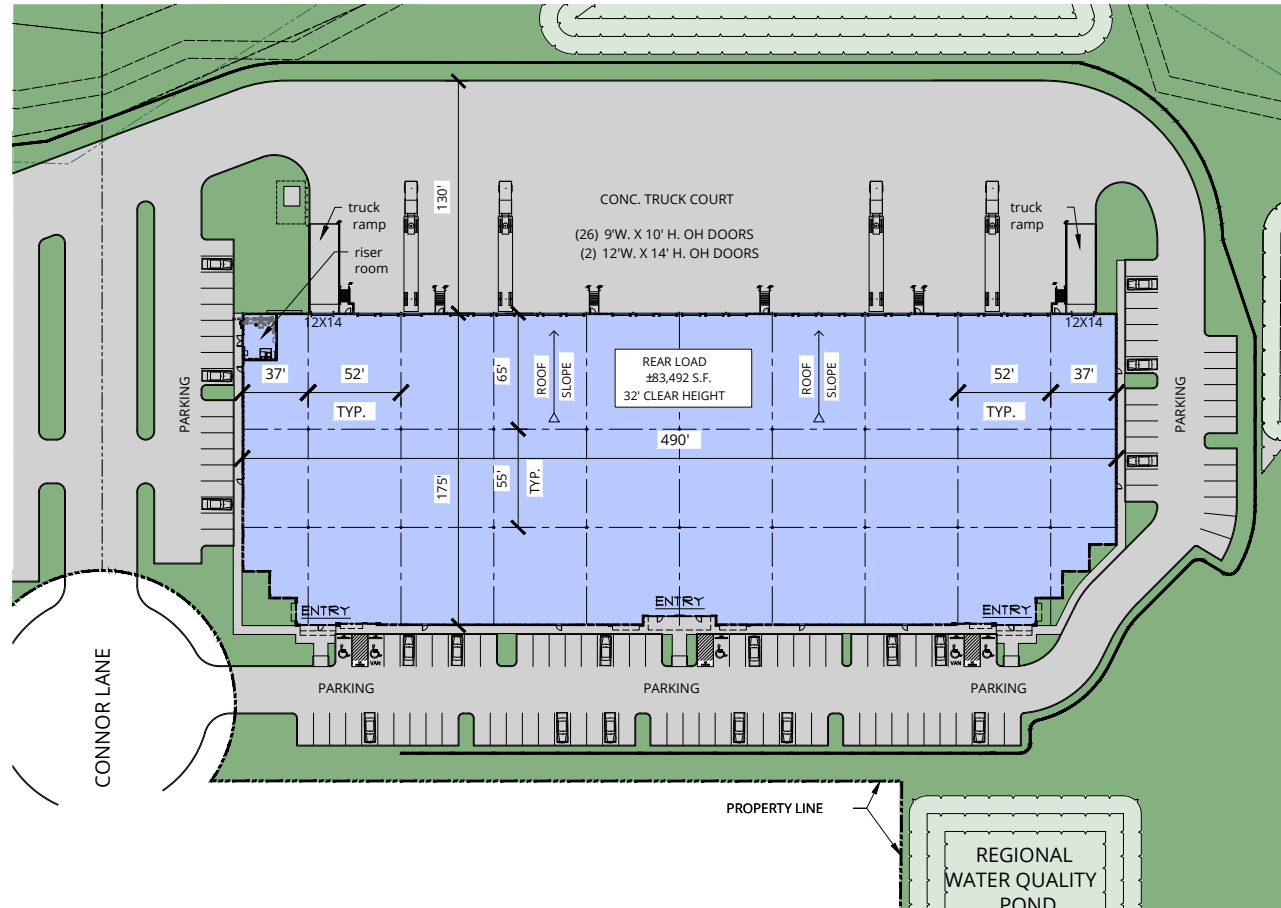 130'
CONC. TRUCK COURT
(26) 9'W. X 10' H. OH DOORS
(2) 12'W. X 14' H. OH DOORS
truck
ramp
riser
room
truck
ramp
12X14
12X14
37'
52'
TYP.
65'
ROOF
SLOPE
REAR LOAD
±83,492 S.F.
32' CLEAR HEIGHT
ROOF
SLOPE
52'
37'
TYP.
PARKING
PARKING
490'
175'
55'
TYP.
ENTRY
ENTRY
ENTRY
VAN
VAN
PARKING
PARKING
PARKING
CONNOR LANE
PROPERTY LINE
REGIONAL
WATER QUALITY
POND